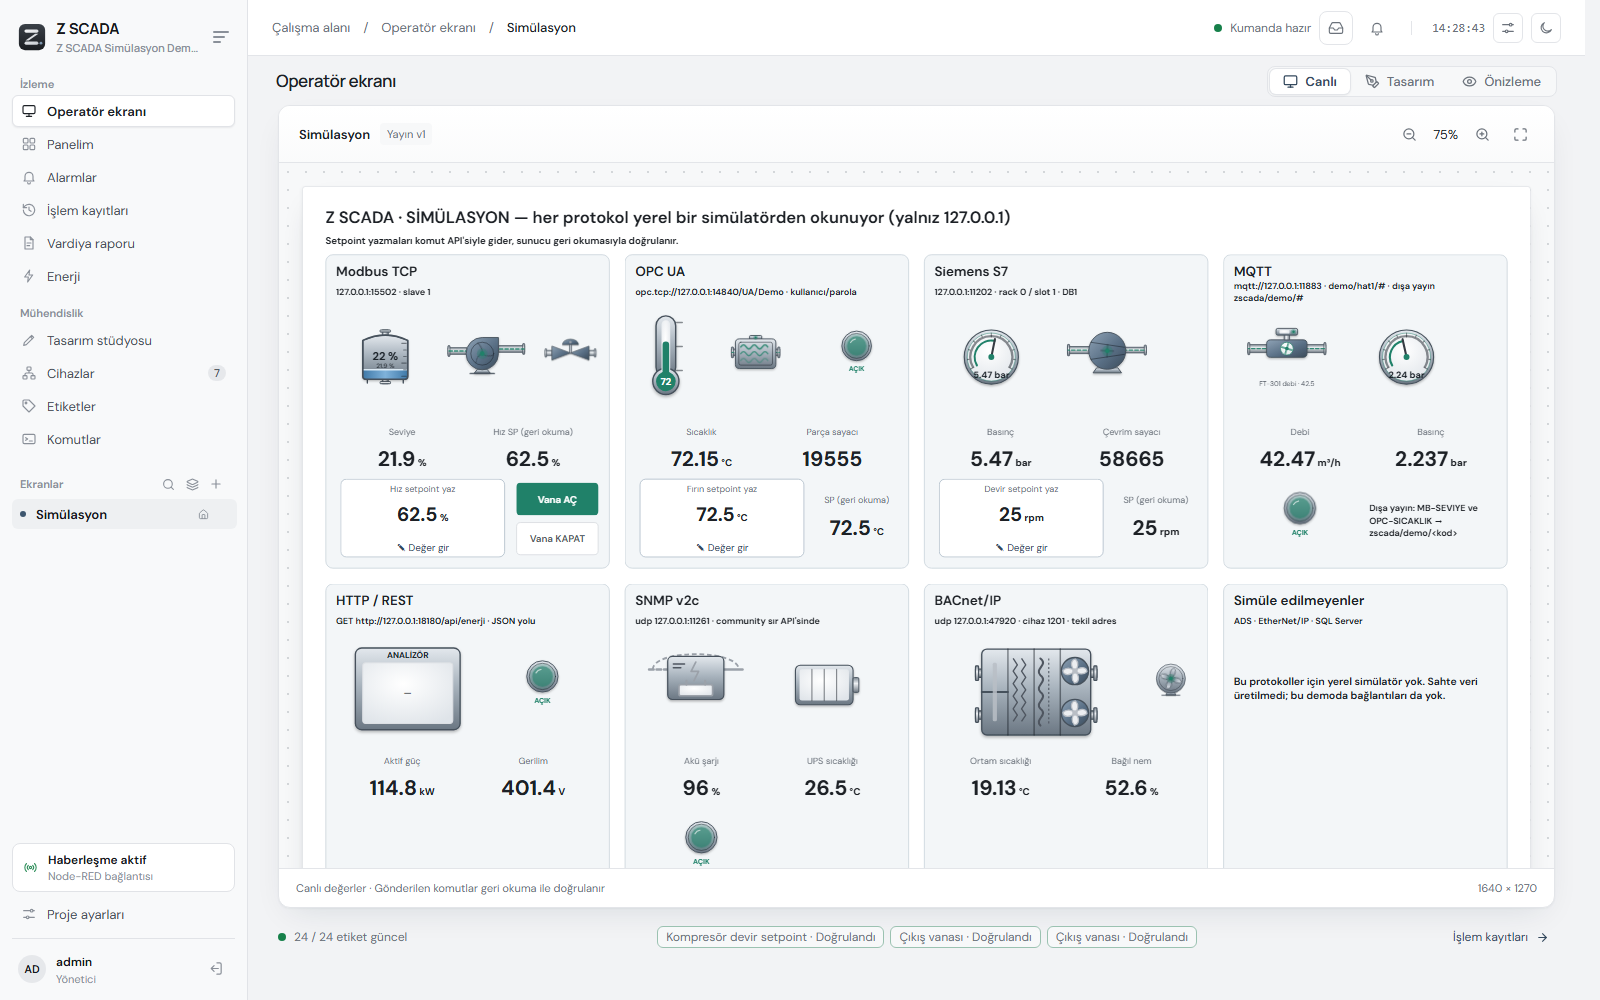 Z SCADA
Z SCADA Simülasyon Dem...
İzleme
Operatör ekranı
Panelim
Alarmlar
İşlem kayıtları
Vardiya raporu
Enerji
Mühendislik
Tasarım stüdyosu
Cihazlar 7
Etiketler
Komutlar
Ekranlar
Simülasyon
Haberleşme aktif
Node-RED bağlantısı
Proje ayarları
AD
admin
Yönetici
Çalışma alanı / Operatör ekranı / Simülasyon
Kumanda hazır
14:28:43
Operatör ekranı
Canlı
Tasarım
Önizleme
Simülasyon
Yayın v1
75%
Z SCADA · SİMÜLASYON — her protokol yerel bir simülatörden okunuyor (yalnız 127.0.0.1)
Setpoint yazmaları komut API'siyle gider, sunucu geri okumasıyla doğrulanır.
Modbus TCP
127.0.0.1:15502 · slave 1
22 %
21.9 %
Seviye
Hız SP (geri okuma)
21.9 %
62.5 %
Hız setpoint yaz
62.5 %
Değer gir
Vana AÇ
Vana KAPAT
OPC UA
opc.tcp://127.0.0.1:14840/UA/Demo · kullanıcı/parola
72
AÇIK
Sıcaklık
Parça sayacı
72.15 °C
19555
Fırın setpoint yaz
72.5 °C
Değer gir
SP (geri okuma)
72.5 °C
Siemens S7
127.0.0.1:11202 · rack 0 / slot 1 · DB1
5.47 bar
Basınç
Çevrim sayacı
5.47 bar
58665
Devir setpoint yaz
25 rpm
Değer gir
SP (geri okuma)
25 rpm
MQTT
mqtt://127.0.0.1:11883 · demo/hat1/# · dışa yayın
zscada/demo/#
FT-301 debi · 42.5
2.24 bar
Debi
Basınç
42.47 m³/h
2.237 bar
AÇIK
Dışa yayın: MB-SEVIYE ve
OPC-SICAKLIK →
zscada/demo/<kod>
HTTP / REST
GET http://127.0.0.1:18180/api/enerji · JSON yolu
ANALİZÖR
—
AÇIK
Aktif güç
Gerilim
114.8 kW
401.4 V
SNMP v2c
udp 127.0.0.1:11261 · community sır API'sinde
Akü şarjı
UPS sıcaklığı
96 %
26.5 °C
AÇIK
BACnet/IP
udp 127.0.0.1:47920 · cihaz 1201 · tekil adres
Ortam sıcaklığı
Bağıl nem
19.13 °C
52.6 %
Simüle edilmeyenler
ADS · EtherNet/IP · SQL Server
Bu protokoller için yerel simülatör yok. Sahte veri
üretilmedi; bu demoda bağlantıları da yok.
Canlı değerler · Gönderilen komutlar geri okuma ile doğrulanır
1640 × 1270
24 / 24 etiket güncel
Kompresör devir setpoint · Doğrulandı
Çıkış vanası · Doğrulandı
Çıkış vanası · Doğrulandı
İşlem kayıtları →